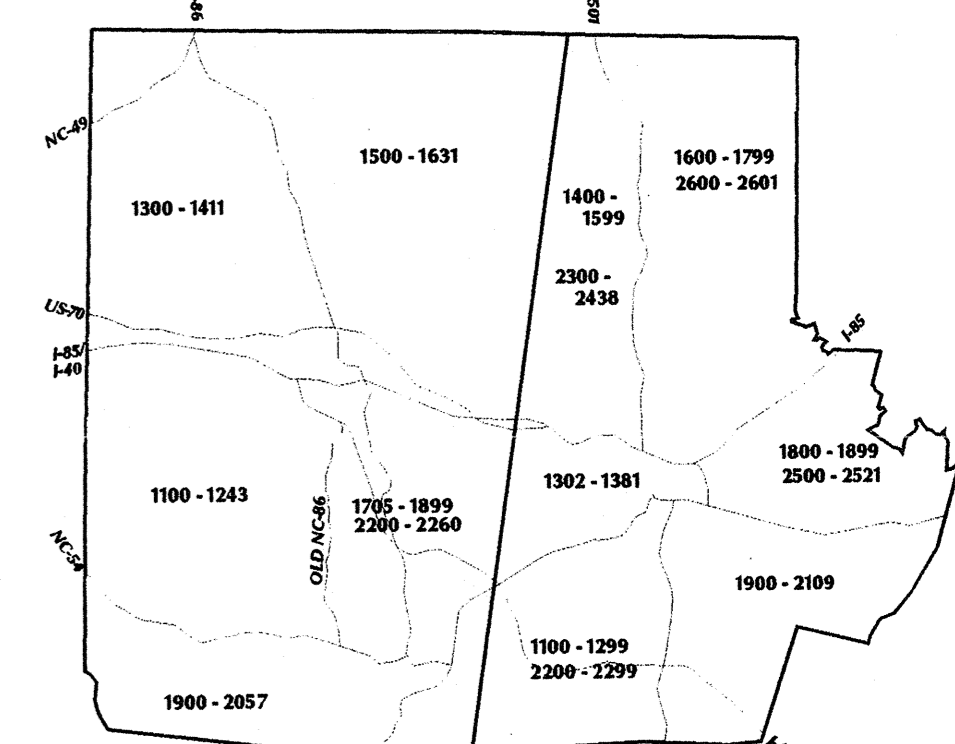 86
501
NC-49
1500 - 1631
1600 - 1799
2600 - 2601
1300 - 1411
1400 -
1599
2300 -
2438
US-70
I-85/
I-40
I-85
1800 - 1899
2500 - 2521
1302 - 1381
1100 - 1243
1705 - 1899
2200 - 2260
OLD NC-86
NC-54
1900 - 2109
1100 - 1299
2200 - 2299
1900 - 2057